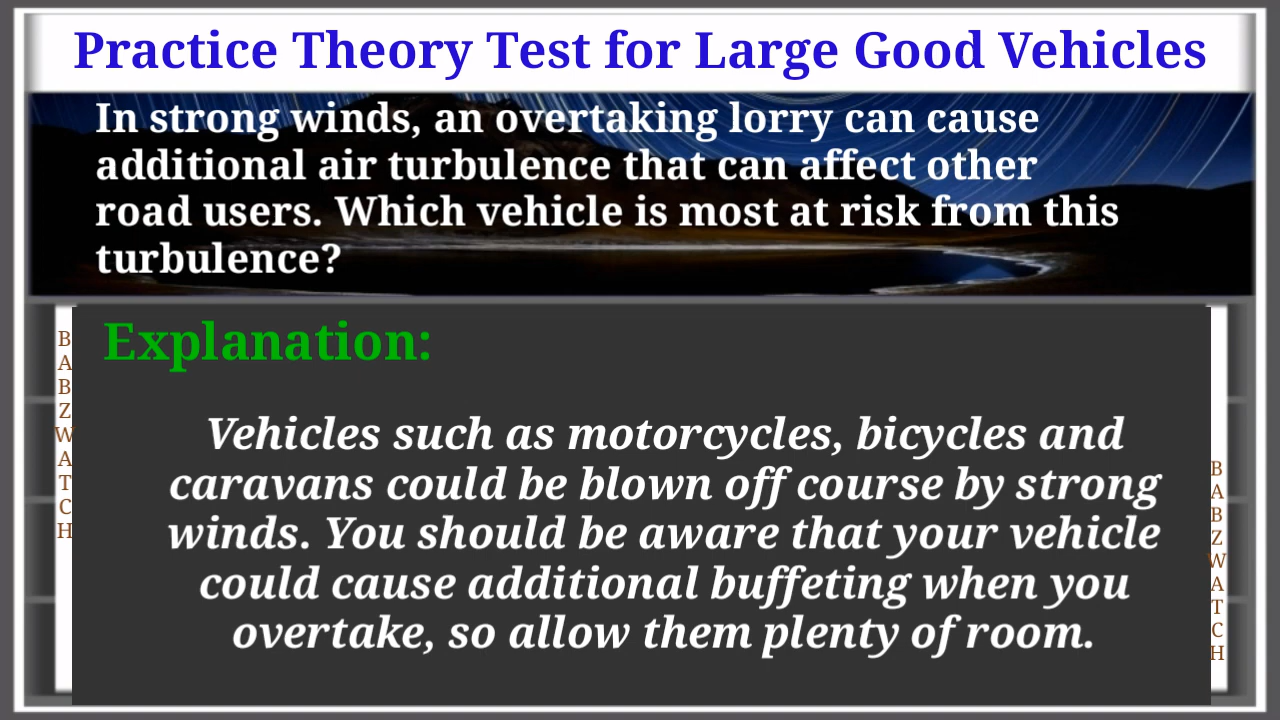 Practice Theory Test for Large Good Vehicles
In strong winds, an overtaking lorry can cause
additional air turbulence that can affect other
road users. Which vehicle is most at risk from this
turbulence?
Explanation:
Vehicles such as motorcycles, bicycles and
caravans could be blown off course by strong
winds. You should be aware that your vehicle
could cause additional buffeting when you
overtake, so allow them plenty of room.
BABZWATCH
BABZWATCH